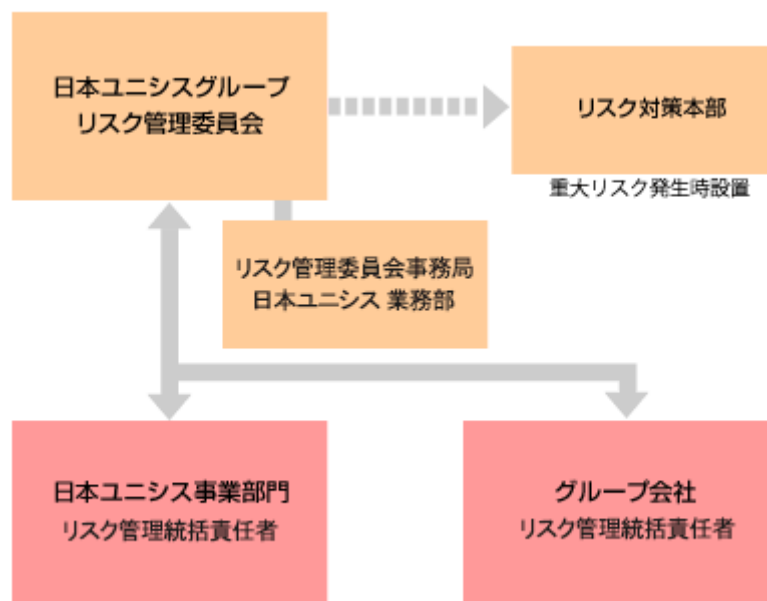 日本ユニシスグループ
リスク管理委員会
リスク対策本部
重大リスク発生時設置
リスク管理委員会事務局
日本ユニシス 業務部
日本ユニシス事業部門
リスク管理統括責任者
グループ会社
リスク管理統括責任者